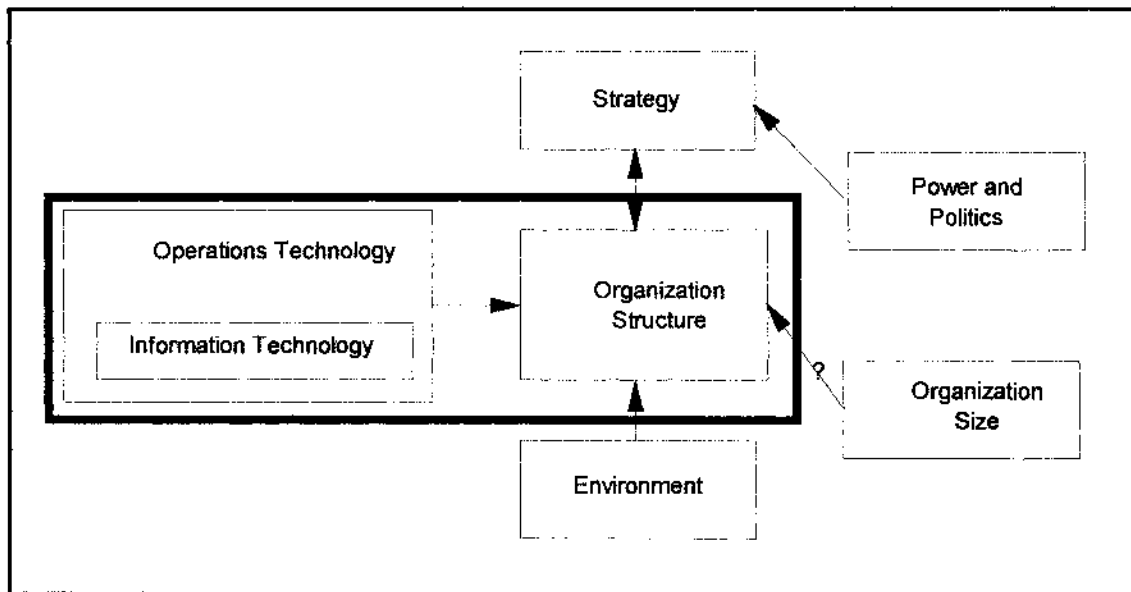 Strategy
Power and
Politics
Operations Technology
Organization
Structure
Information Technology
?
Organization
Size
Environment